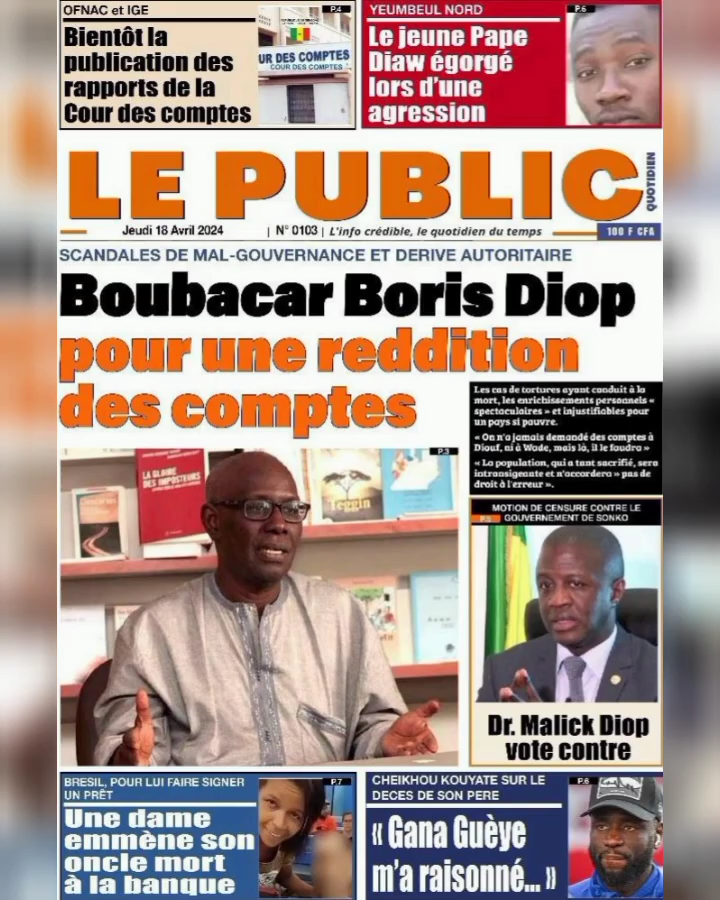 OFNAC et IGE
P.4
Bientôt la
publication des
rapports de la
Cour des comptes
UR DES COMPTES
COUR DES COMPTES
YEUMBEUL NORD
P.6
Le jeune Pape
Diaw égorgé
lors d'une
agression
LE PUBLIC
QUOTIDIEN
Jeudi 18 Avril 2024 | N° 0103 | L'info crédible, le quotidien du temps
100 F CFA
SCANDALES DE MAL-GOUVERNANCE ET DERIVE AUTORITAIRE
Boubacar Boris Diop
pour une reddition
des comptes
Les cas de tortures ayant conduit à la
mort, les enrichissements personnels «
spectoculaires » et injustifiables pour
un pays si pauvre.
« On n'a jamais demandé des comptes à
Diouf, ni à Wade, mais là, il le faudra »
« La population, qui a tant sacrifié, sera
intransigeante et n'accordera » pas de
droit à l'erreur ».
P.3
LA GLOIRE
DES IMPOSTEURS
Teggin
MOTION DE CENSURE CONTRE LE
P.5
GOUVERNEMENT DE SONKO
Dr. Malick Diop
vote contre
BRESIL, POUR LUI FAIRE SIGNER
UN PRÊT
P.7
Une dame
emmène son
oncle mort
à la banque
CHEIKHOU KOUYATE SUR LE
DECES DE SON PERE
P.8
« Gana Guèye
m'a raisonné... »